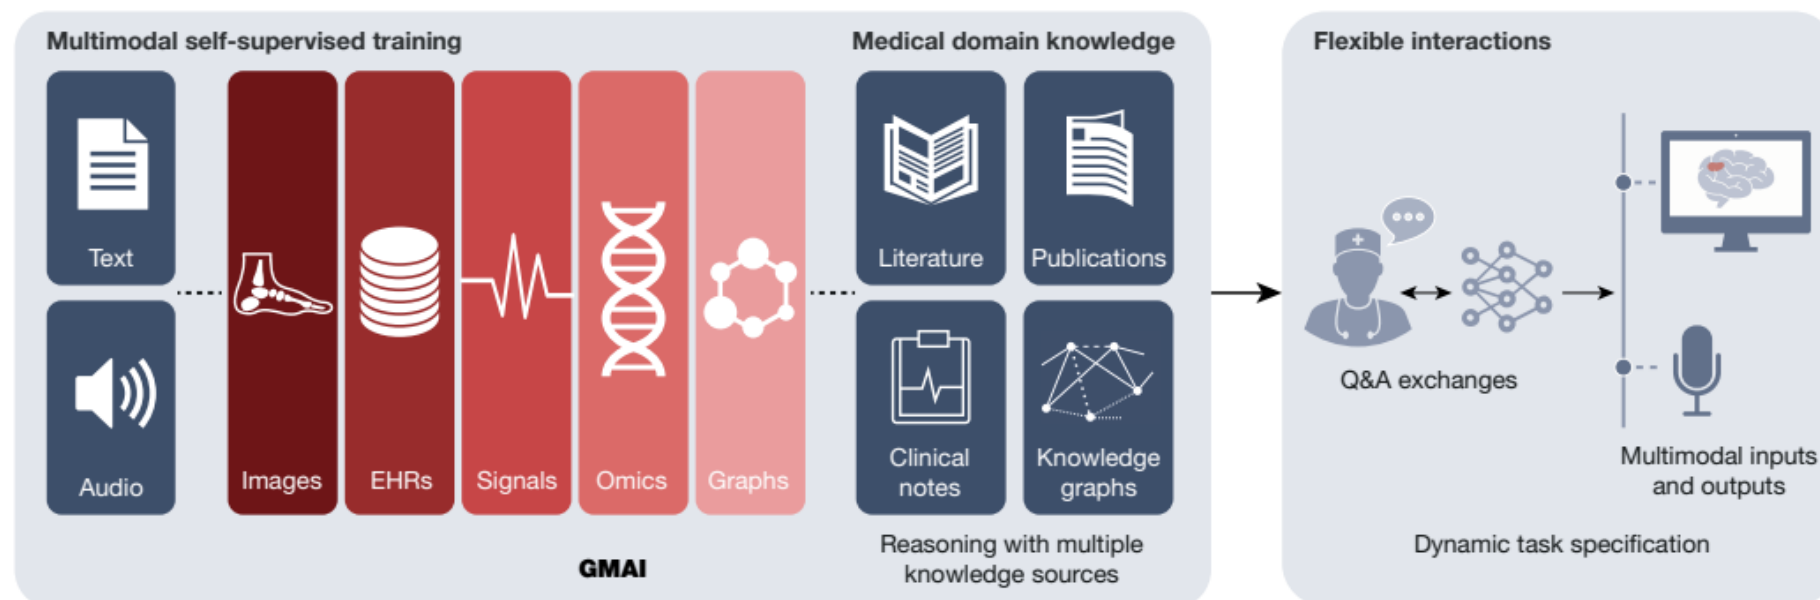 Multimodal self-supervised training
Text
Audio
Images
EHRs
Signals
Omics
Graphs
GMAI
Medical domain knowledge
Literature
Publications
Clinical
notes
Knowledge
graphs
Reasoning with multiple
knowledge sources
Flexible interactions
Q&A exchanges
Multimodal inputs
and outputs
Dynamic task specification